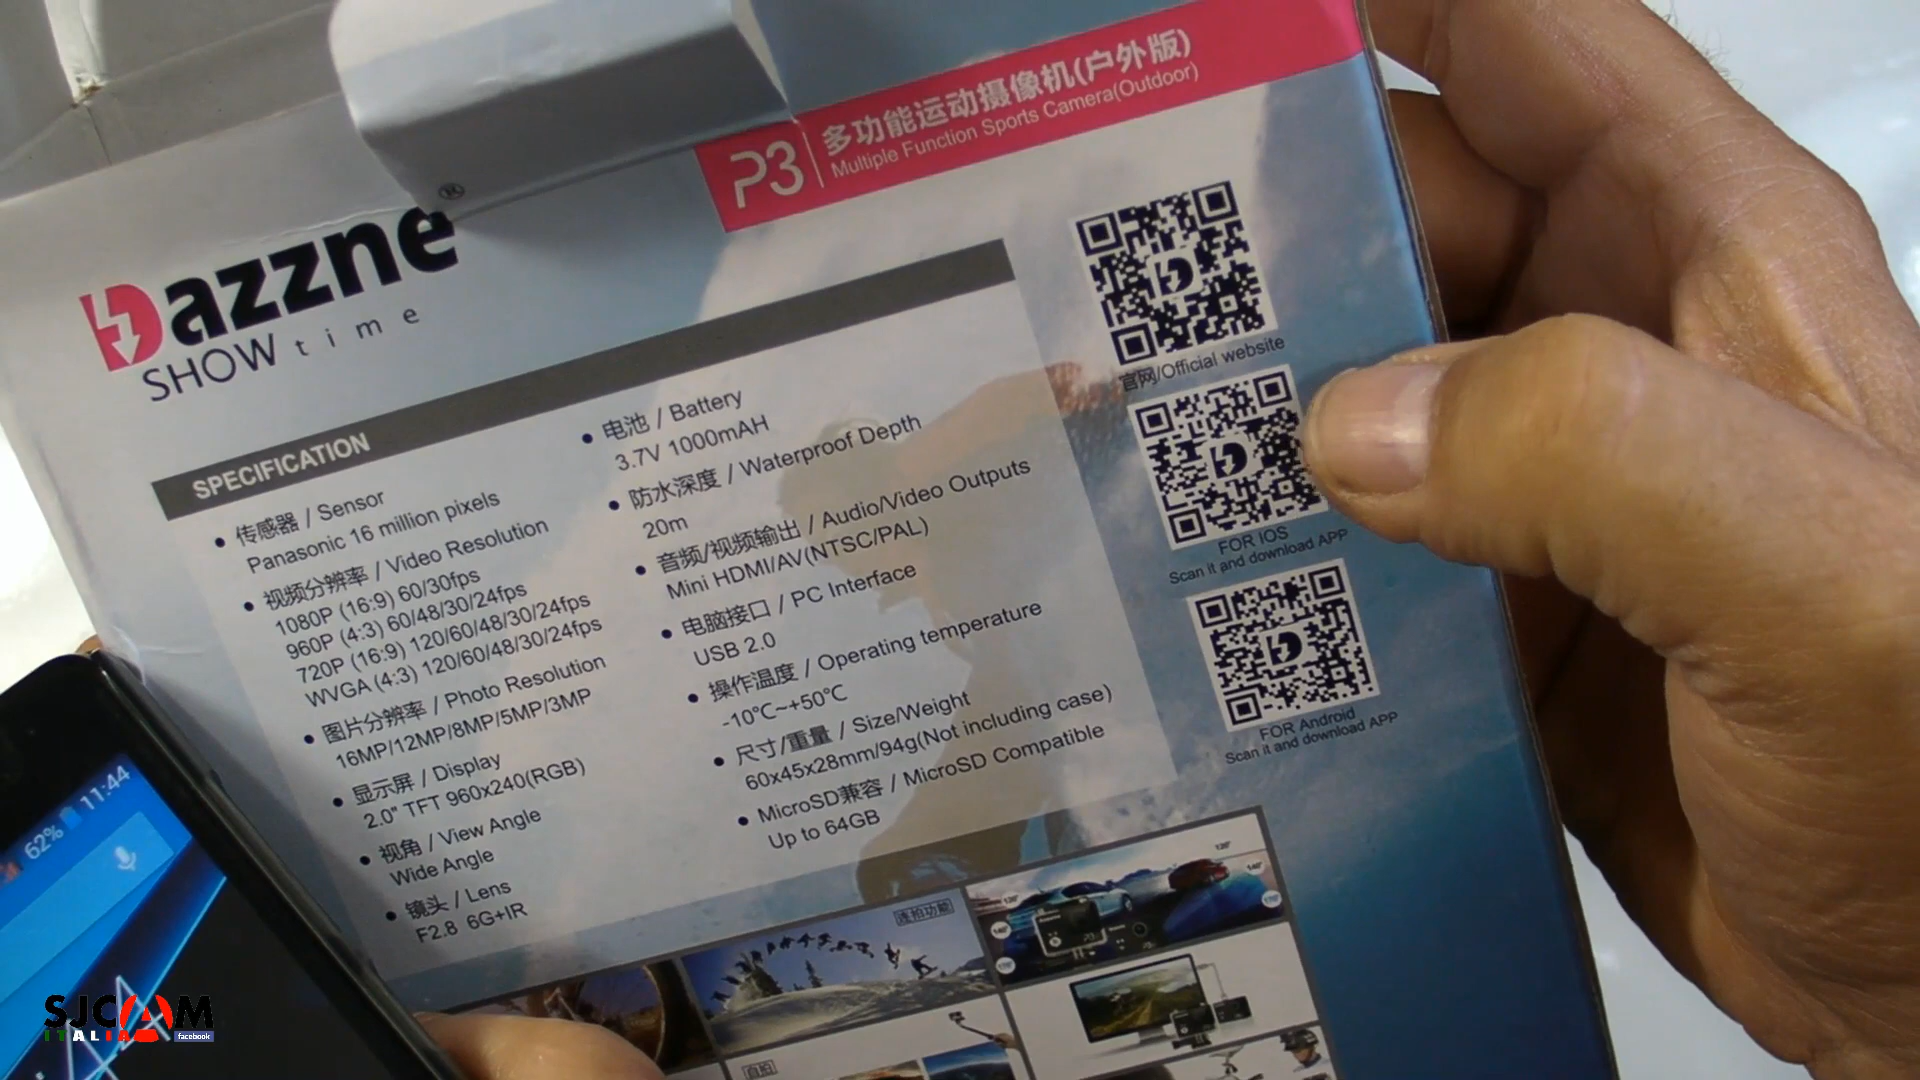 P3
多功能运动摄像机(户外版)
Multiple Function Sports Camera(Outdoor)
Dazzne
®
SHOW time
SPECIFICATION
• 传感器 / Sensor
Panasonic 16 million pixels
• 视频分辨率 / Video Resolution
1080P (16:9) 60/30fps
960P (4:3) 60/48/30/24fps
720P (16:9) 120/60/48/30/24fps
WVGA (4:3) 120/60/48/30/24fps
• 图片分辨率 / Photo Resolution
16MP/12MP/8MP/5MP/3MP
• 显示屏 / Display
2.0" TFT 960x240(RGB)
• 视角 / View Angle
Wide Angle
• 镜头 / Lens
F2.8 6G+IR
• 电池 / Battery
3.7V 1000mAH
• 防水深度 / Waterproof Depth
20m
• 音频/视频输出 / Audio/Video Outputs
Mini HDMI/AV(NTSC/PAL)
• 电脑接口 / PC Interface
USB 2.0
• 操作温度 / Operating temperature
-10℃~+50℃
• 尺寸/重量 / Size/Weight
60x45x28mm/94g(Not including case)
• MicroSD兼容 / MicroSD Compatible
Up to 64GB
官网/Official website
FOR IOS
Scan it and download APP
FOR Android
Scan it and download APP
连拍功能
自拍
62% 11:44
SJCAM
ITALIA
facebook